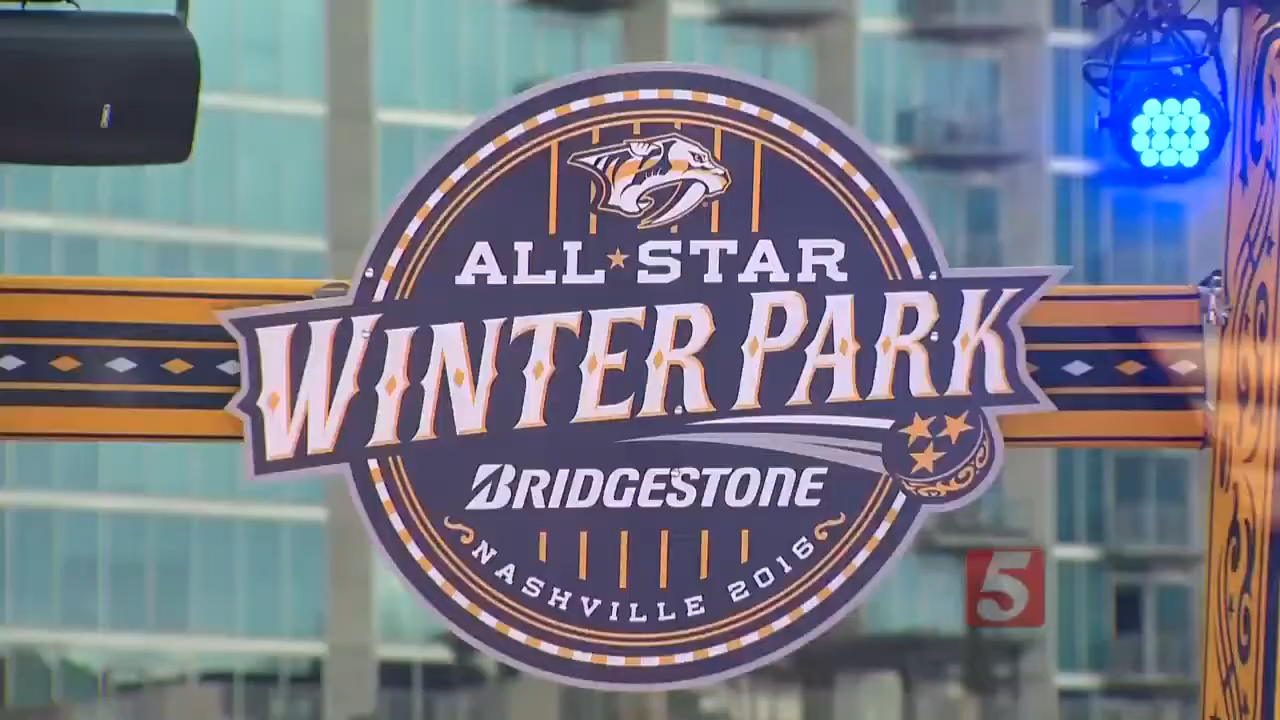 ALL★STAR
WINTER PARK
BRIDGESTONE
NASHVILLE 2016
5